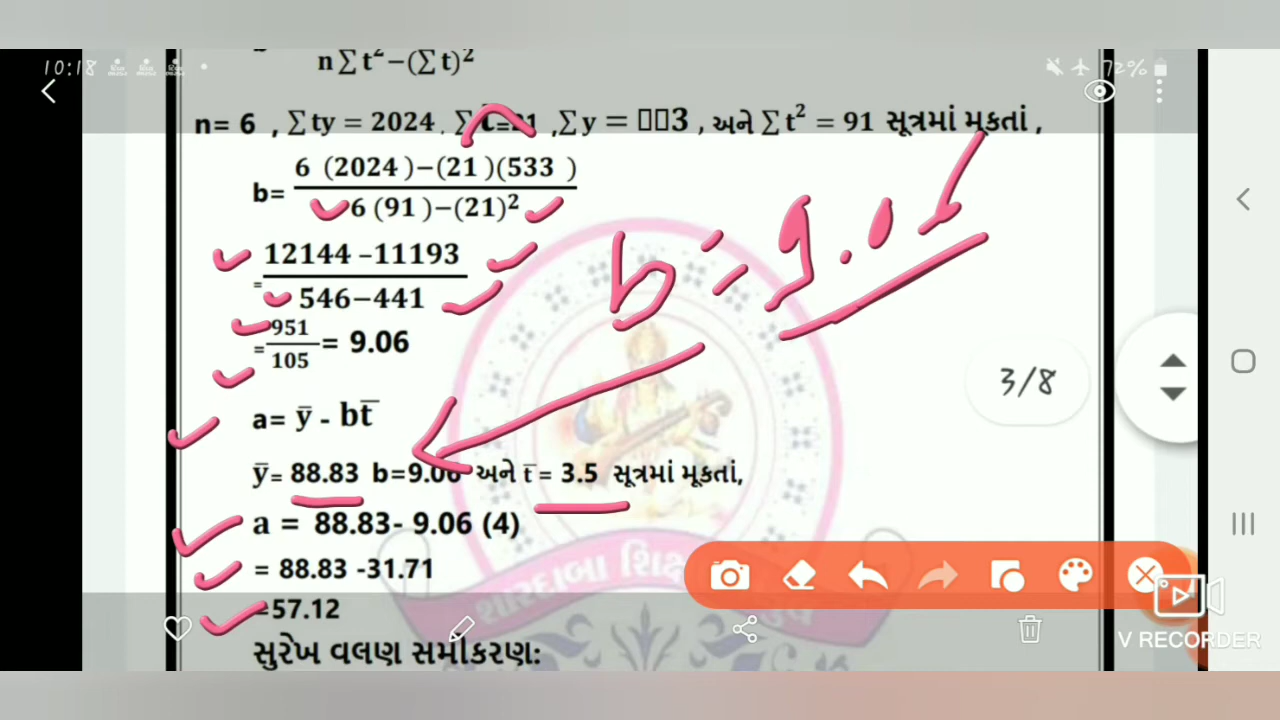 n∑t²−(∑t)²
10:18
72%
n= 6 , ∑ty = 2024, ∑t=21 ,∑y = □□3 , અને ∑t² = 91 સૂત્રમાં મૂકતાં,
b= 6 (2024)−(21)(533 )
6 (91)−(21)²
b = 9.06
= 12144 −11193
546−441
= 951
105 = 9.06
3/8
a= y̅ - bt̅
y̅= 88.83 b=9.06 અને t̅= 3.5 સૂત્રમાં મૂકતાં,
a = 88.83- 9.06 (4)
= 88.83 -31.71
=57.12
V RECORDER
સુરેખ વલણ સમીકરણ: